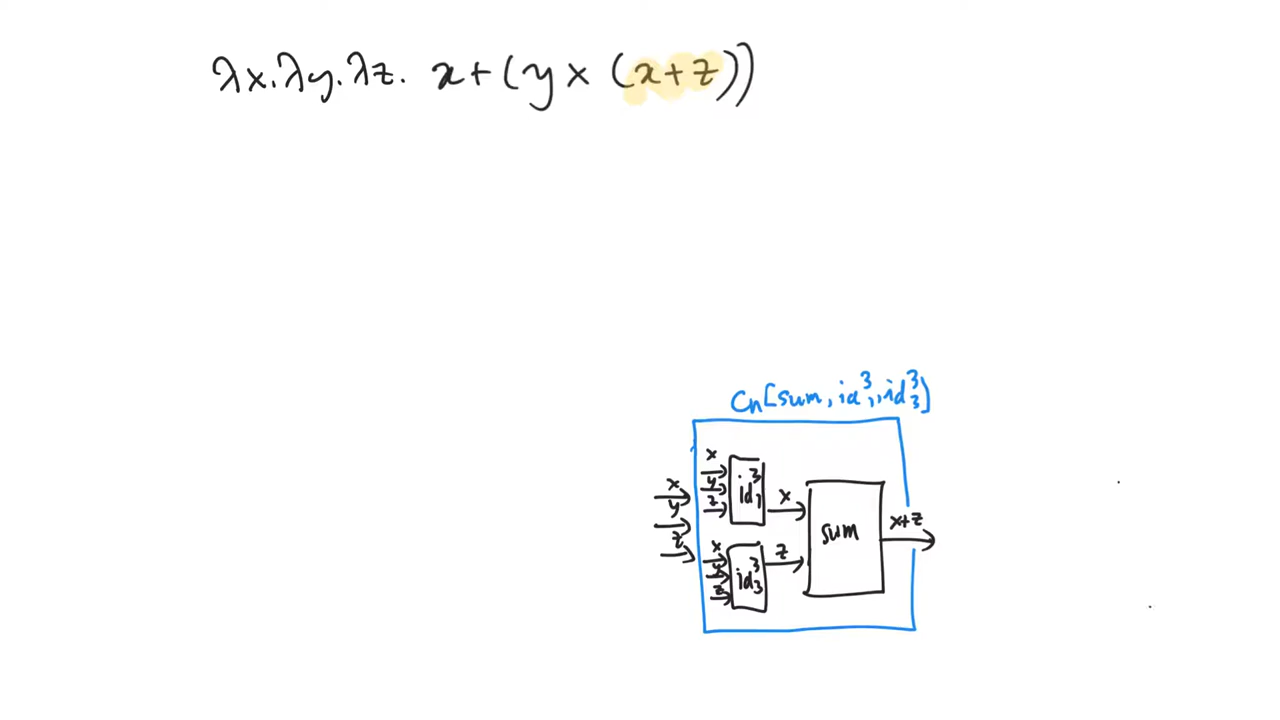 λx.λy.λz. x+(y×(x+z))
Cn[sum, id³₁, id³₃]
x
x
y
z
id³₁
x
y
z
sum
x+z
x
y
z
id³₃
z